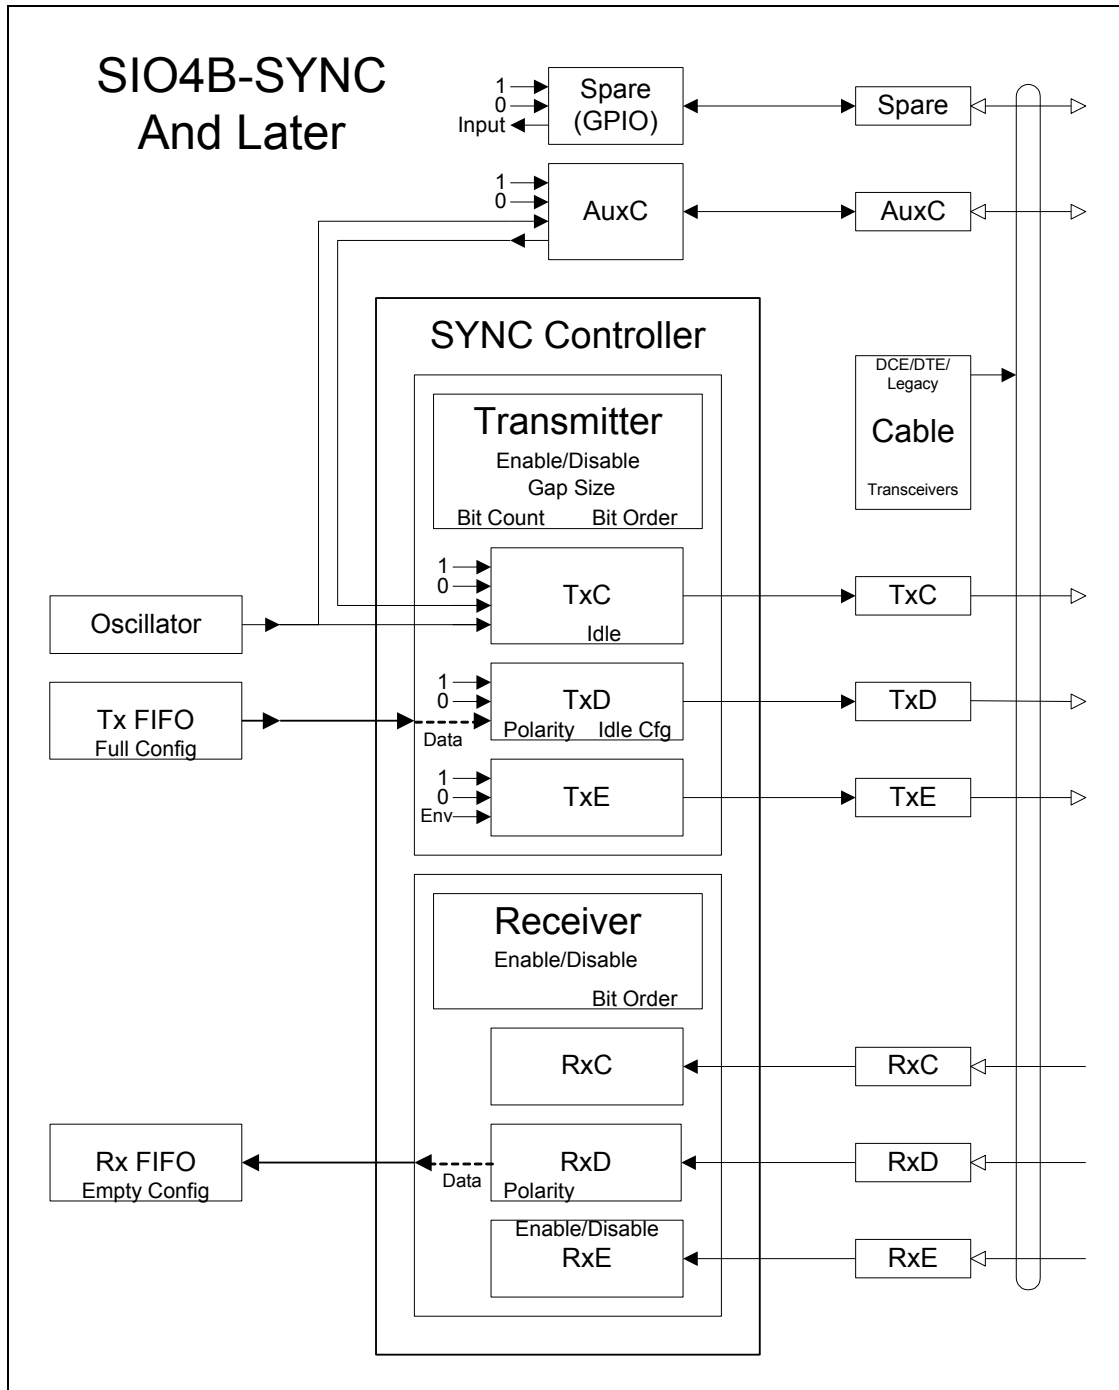 SIO4B-SYNC
And Later
1
0
Input
Spare
(GPIO)
Spare
1
0
AuxC
AuxC
SYNC Controller
DCE/DTE/
Legacy
Cable
Transceivers
Transmitter
Enable/Disable
Gap Size
Bit Count Bit Order
Oscillator
1
0
TxC
Idle
TxC
Tx FIFO
Full Config
1
0
Data
TxD
Polarity Idle Cfg
TxD
1
0
Env
TxE
TxE
Receiver
Enable/Disable
Bit Order
RxC
RxC
Rx FIFO
Empty Config
Data
RxD
Polarity
RxD
Enable/Disable
RxE
RxE